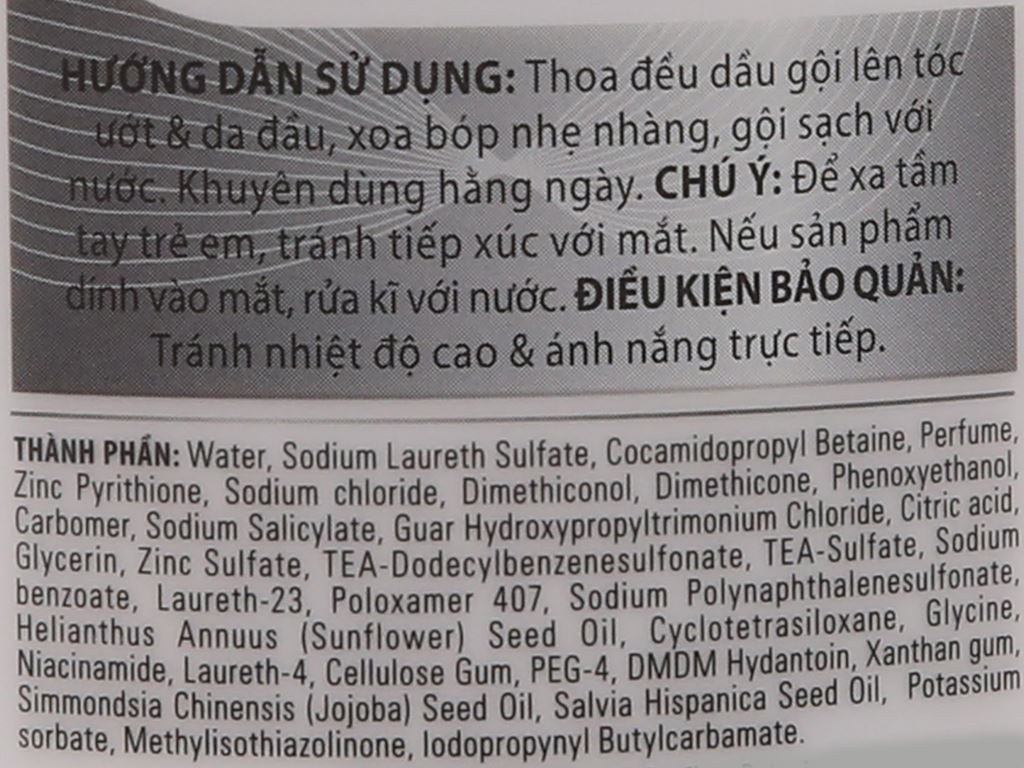 HƯỚNG DẪN SỬ DỤNG: Thoa đều dầu gội lên tóc
ướt & da đầu, xoa bóp nhẹ nhàng, gội sạch với
nước. Khuyên dùng hằng ngày. CHÚ Ý: Để xa tầm
tay trẻ em, tránh tiếp xúc với mắt. Nếu sản phẩm
dính vào mắt, rửa kĩ với nước. ĐIỀU KIỆN BẢO QUẢN:
Tránh nhiệt độ cao & ánh nắng trực tiếp.
THÀNH PHẦN: Water, Sodium Laureth Sulfate, Cocamidopropyl Betaine, Perfume,
Zinc Pyrithione, Sodium chloride, Dimethiconol, Dimethicone, Phenoxyethanol,
Carbomer, Sodium Salicylate, Guar Hydroxypropyltrimonium Chloride, Citric acid,
Glycerin, Zinc Sulfate, TEA-Dodecylbenzenesulfonate, TEA-Sulfate, Sodium
benzoate, Laureth-23, Poloxamer 407, Sodium Polynaphthalenesulfonate,
Helianthus Annuus (Sunflower) Seed Oil, Cyclotetrasiloxane, Glycine,
Niacinamide, Laureth-4, Cellulose Gum, PEG-4, DMDM Hydantoin, Xanthan gum,
Simmondsia Chinensis (Jojoba) Seed Oil, Salvia Hispanica Seed Oil, Potassium
sorbate, Methylisothiazolinone, Iodopropynyl Butylcarbamate.